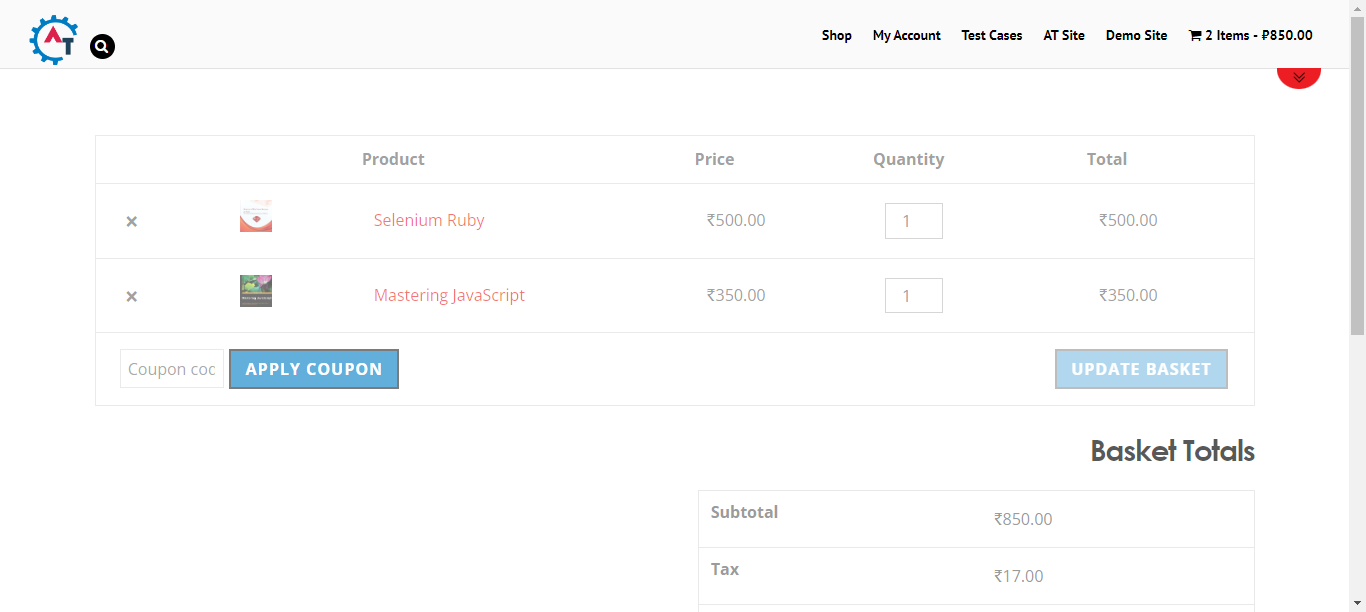 AT
Shop My Account Test Cases AT Site Demo Site 2 Items - ₹850.00
Product Price Quantity Total
× Selenium Ruby ₹500.00 1 ₹500.00
× Mastering JavaScript ₹350.00 1 ₹350.00
Coupon coc APPLY COUPON UPDATE BASKET
Basket Totals
Subtotal ₹850.00
Tax ₹17.00